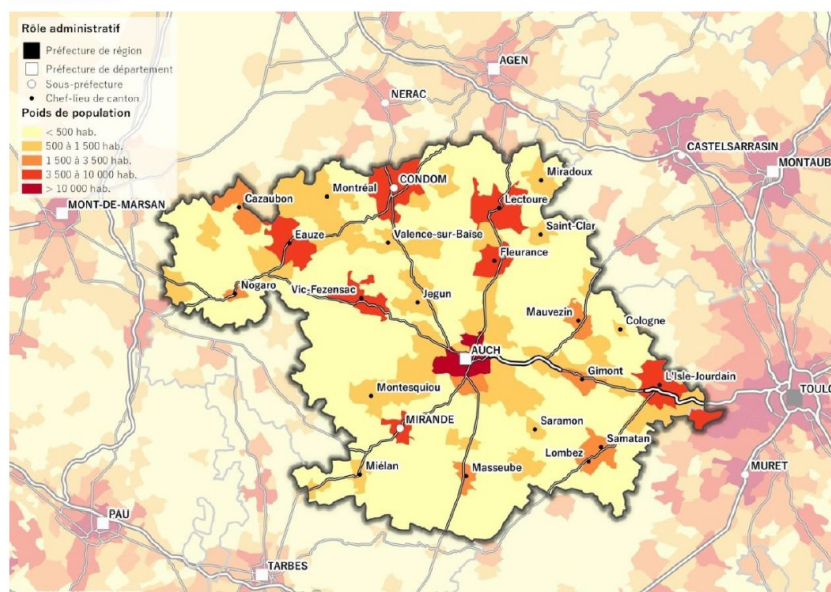 Rôle administratif
Préfecture de région
Préfecture de département
Sous-préfecture
Chef-lieu de canton
Poids de population
< 500 hab.
500 à 1 500 hab.
1 500 à 3 500 hab.
3 500 à 10 000 hab.
> 10 000 hab.
AGEN
NERAC
CASTELSARRASIN
MONTAUB
MONT-DE-MARSAN
Cazaubon
Montréal
CONDOM
Miradoux
Lectoure
Eauze
Valence-sur-Baïse
Saint-Clar
Fleurance
Nogaro
Vic-Fezensac
Jegun
Mauvezin
Cologne
AUCH
Gimont
L'Isle-Jourdain
TOULO
Montesquiou
MIRANDE
Saramon
Samatan
Lombez
Miélan
Masseube
MURET
PAU
TARBES